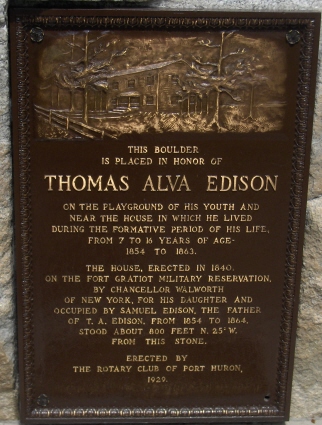 THIS BOULDER
IS PLACED IN HONOR OF
THOMAS ALVA EDISON
ON THE PLAYGROUND OF HIS YOUTH AND
NEAR THE HOUSE IN WHICH HE LIVED
DURING THE FORMATIVE PERIOD OF HIS LIFE,
FROM 7 TO 16 YEARS OF AGE-
1854 TO 1863.
THE HOUSE, ERECTED IN 1840,
ON THE FORT GRATIOT MILITARY RESERVATION,
BY CHANCELLOR WALWORTH
OF NEW YORK, FOR HIS DAUGHTER AND
OCCUPIED BY SAMUEL EDISON, THE FATHER
OF T. A. EDISON, FROM 1854 TO 1864,
STOOD ABOUT 800 FEET N. 25° W.
FROM THIS STONE.
ERECTED BY
THE ROTARY CLUB OF PORT HURON,
1929.